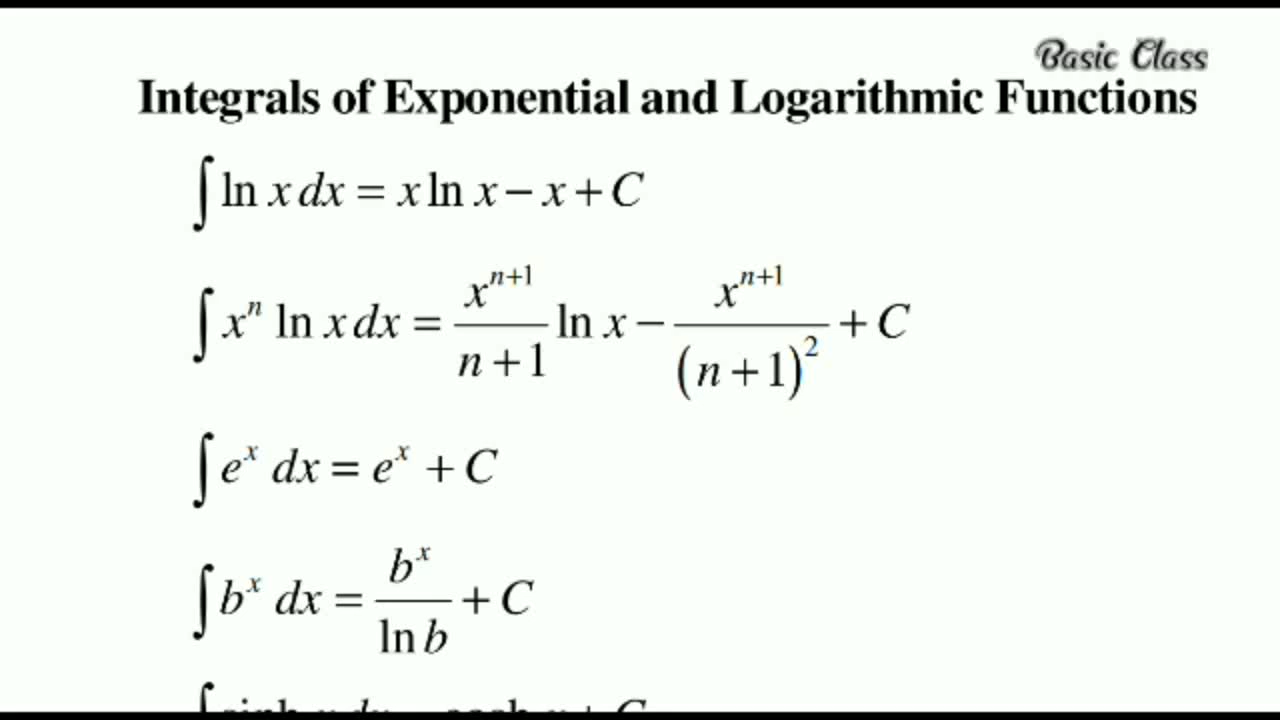 Basic Class
Integrals of Exponential and Logarithmic Functions
∫ ln x dx = x ln x − x + C
∫ xⁿ ln x dx = xⁿ⁺¹/(n + 1) ln x − xⁿ⁺¹/(n + 1)² + C
∫ eˣ dx = eˣ + C
∫ bˣ dx = bˣ/ln b + C